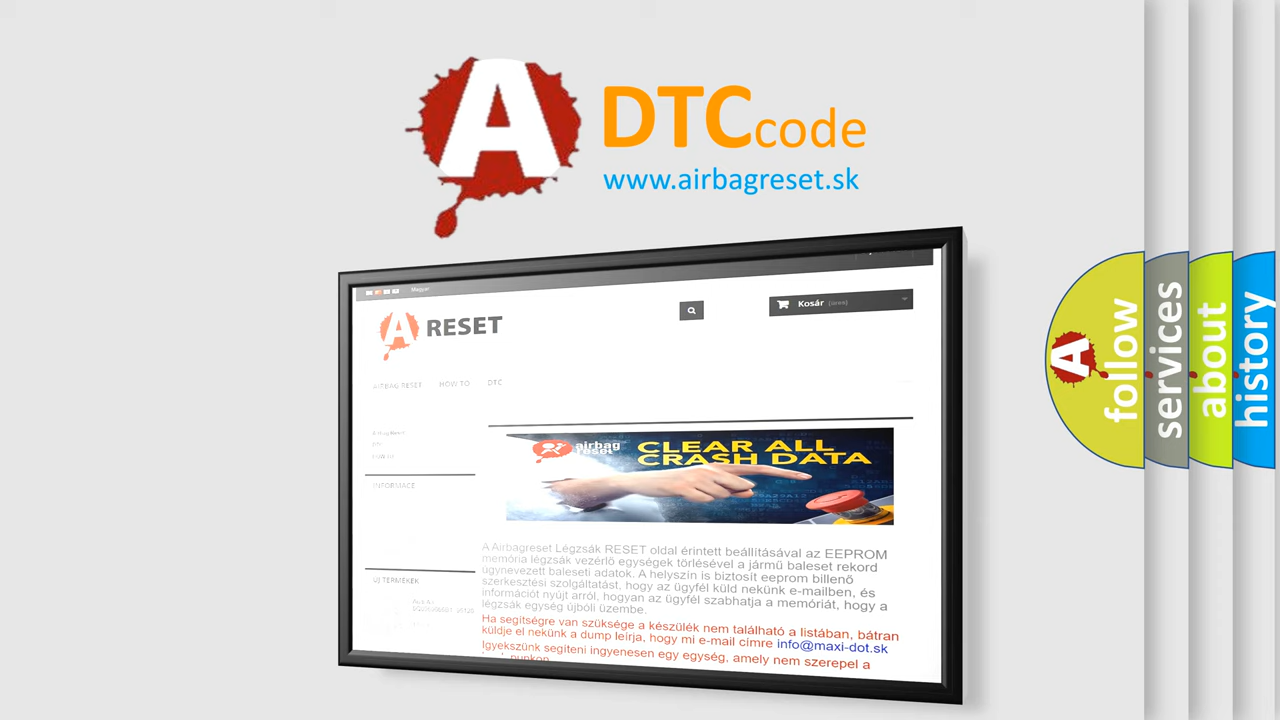 A
DTC code
www.airbagreset.sk
Magyar
A RESET
Kosár (üres)
AIRBAG RESET HOW TO DTC
INFORMACE
airbag reset
CLEAR ALL
CRASH DATA
A Airbagreset Légzsák RESET oldal érintett beállításával az EEPROM
memória légzsák vezérlő egységek törlésével a jármű baleset rekord
úgynevezett baleseti adatok. A helyszín is biztosít eeprom billenő
szerkesztési szolgáltatást, hogy az ügyfél küld nekünk e-mailben, és
információt nyújt arról, hogyan az ügyfél szabhatja a memóriát, hogy a
légzsák egység újbóli üzembe.
Ha segítségre van szüksége a készülék nem található a listában, bátran
küldje el nekünk a dump leírja, hogy mi e-mail címre info@maxi-dot.sk
Igyekszünk segíteni ingyenesen egy egység, amely nem szerepel a
ÚJ TERMÉKEK
A
follow
services
about
history